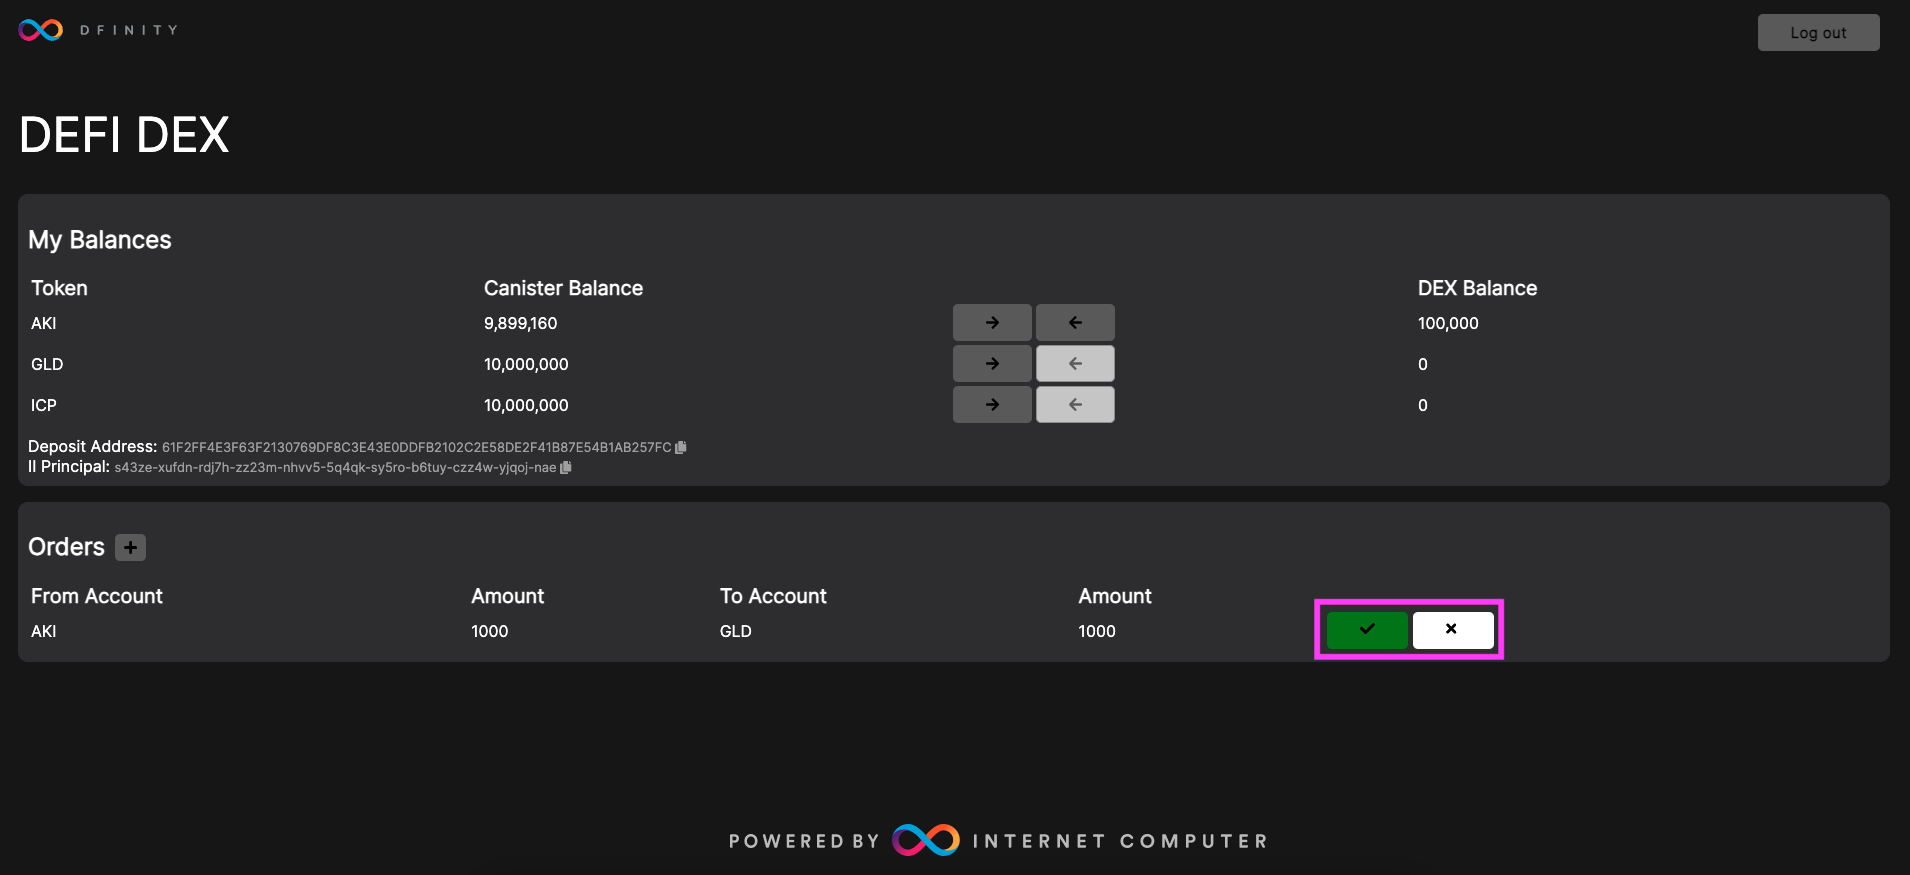 DFINITY
Log out
DEFI DEX
My Balances
Token Canister Balance DEX Balance
AKI 9,899,160 100,000
GLD 10,000,000 0
ICP 10,000,000 0
Deposit Address: 61F2FF4E3F63F2130769DF8C3E43E0DDFB2102C2E58DE2F41B87E54B1AB257FC
II Principal: s43ze-xufdn-rdj7h-zz23m-nhvv5-5q4qk-sy5ro-b6tuy-czz4w-yjqoj-nae
Orders
From Account Amount To Account Amount
AKI 1000 GLD 1000
POWERED BY INTERNET COMPUTER